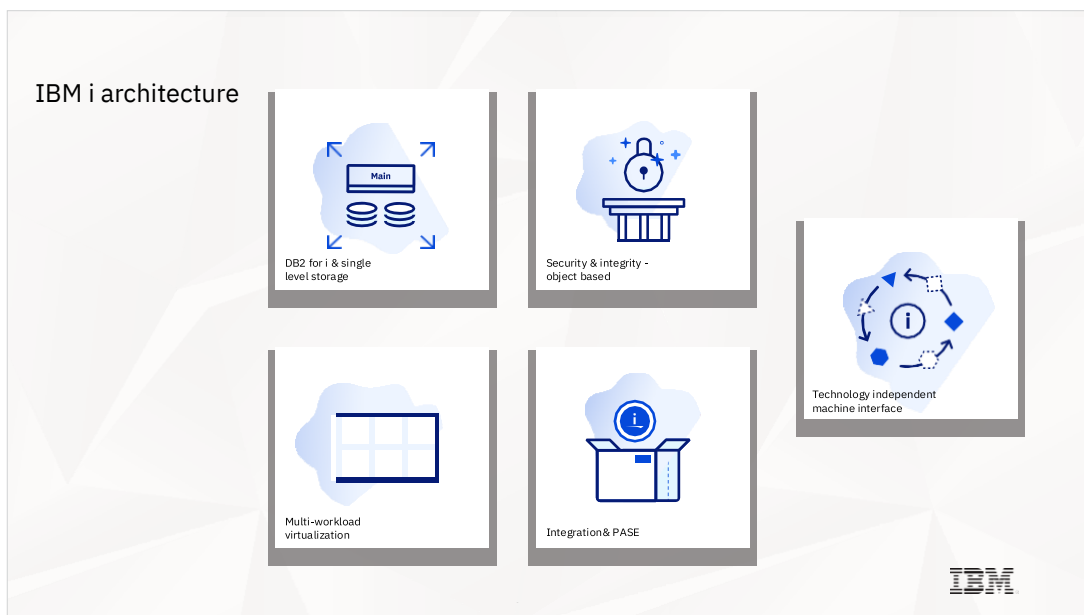 IBM i architecture
Main
DB2 for i & single
level storage
Security & integrity -
object based
i
Technology independent
machine interface
Multi-workload
virtualization
i
Integration& PASE
IBM